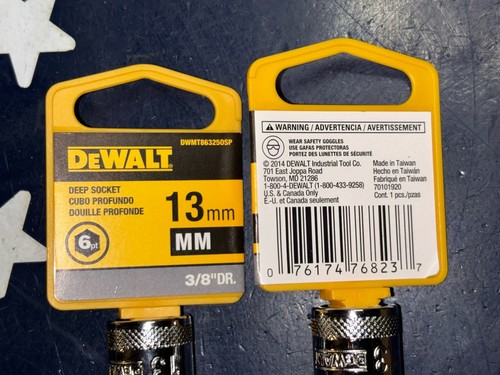 DWMT86325OSP
DEWALT
DEEP SOCKET
CUBO PROFUNDO
DOUILLE PROFONDE
13mm
6pt
MM
3/8"DR.
WARNING / ADVERTENCIA / AVERTISSEMENT
WEAR SAFETY GOGGLES
USE GAFAS PROTECTORAS
PORTEZ DES LUNETTES DE SÉCURITÉ
© 2014 DEWALT Industrial Tool Co.
701 East Joppa Road
Towson, MD 21286
1-800-4-DEWALT (1-800-433-9258)
U.S. & Canada Only
É.-U. et Canada seulement
Made in Taiwan
Hecho en Taiwán
Fabriqué en Taiwan
70101920
Cont. 1 pcs./pzas
0 76174 76823 7
13
DEWALT